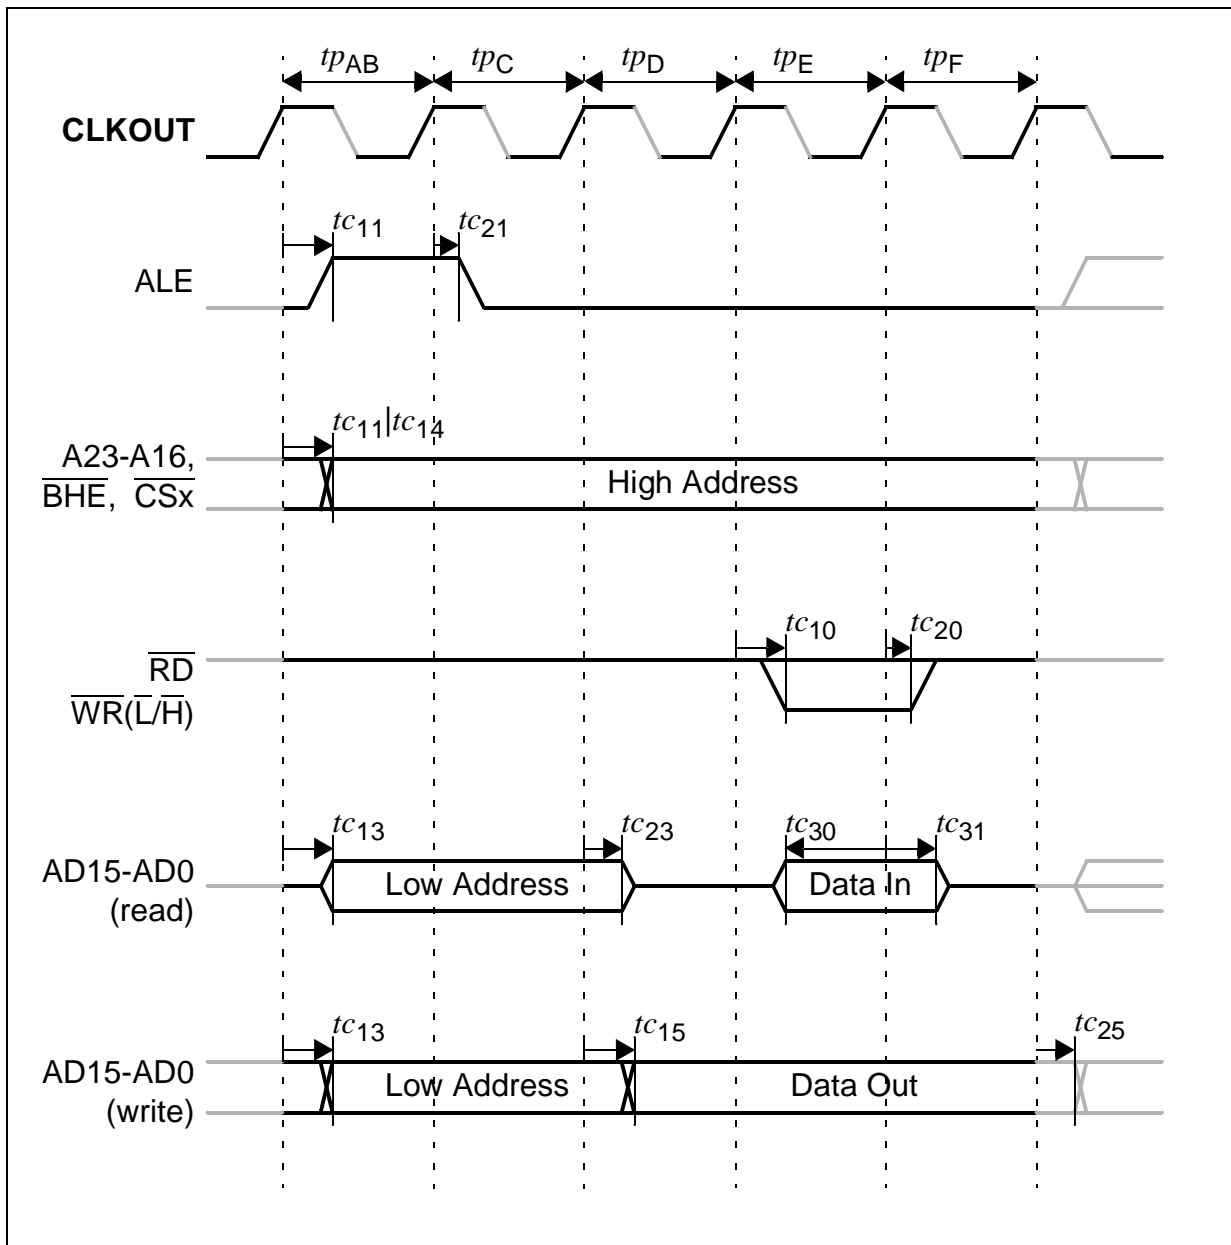 tpAB tpC tpD tpE tpF
CLKOUT
tc11 tc21
ALE
tc11|tc14
A23-A16,
BHE, CSx
High Address
tc10 tc20
RD
WR(L/H)
tc13 tc23 tc30 tc31
AD15-AD0
(read)
Low Address Data In
tc13 tc15 tc25
AD15-AD0
(write)
Low Address Data Out